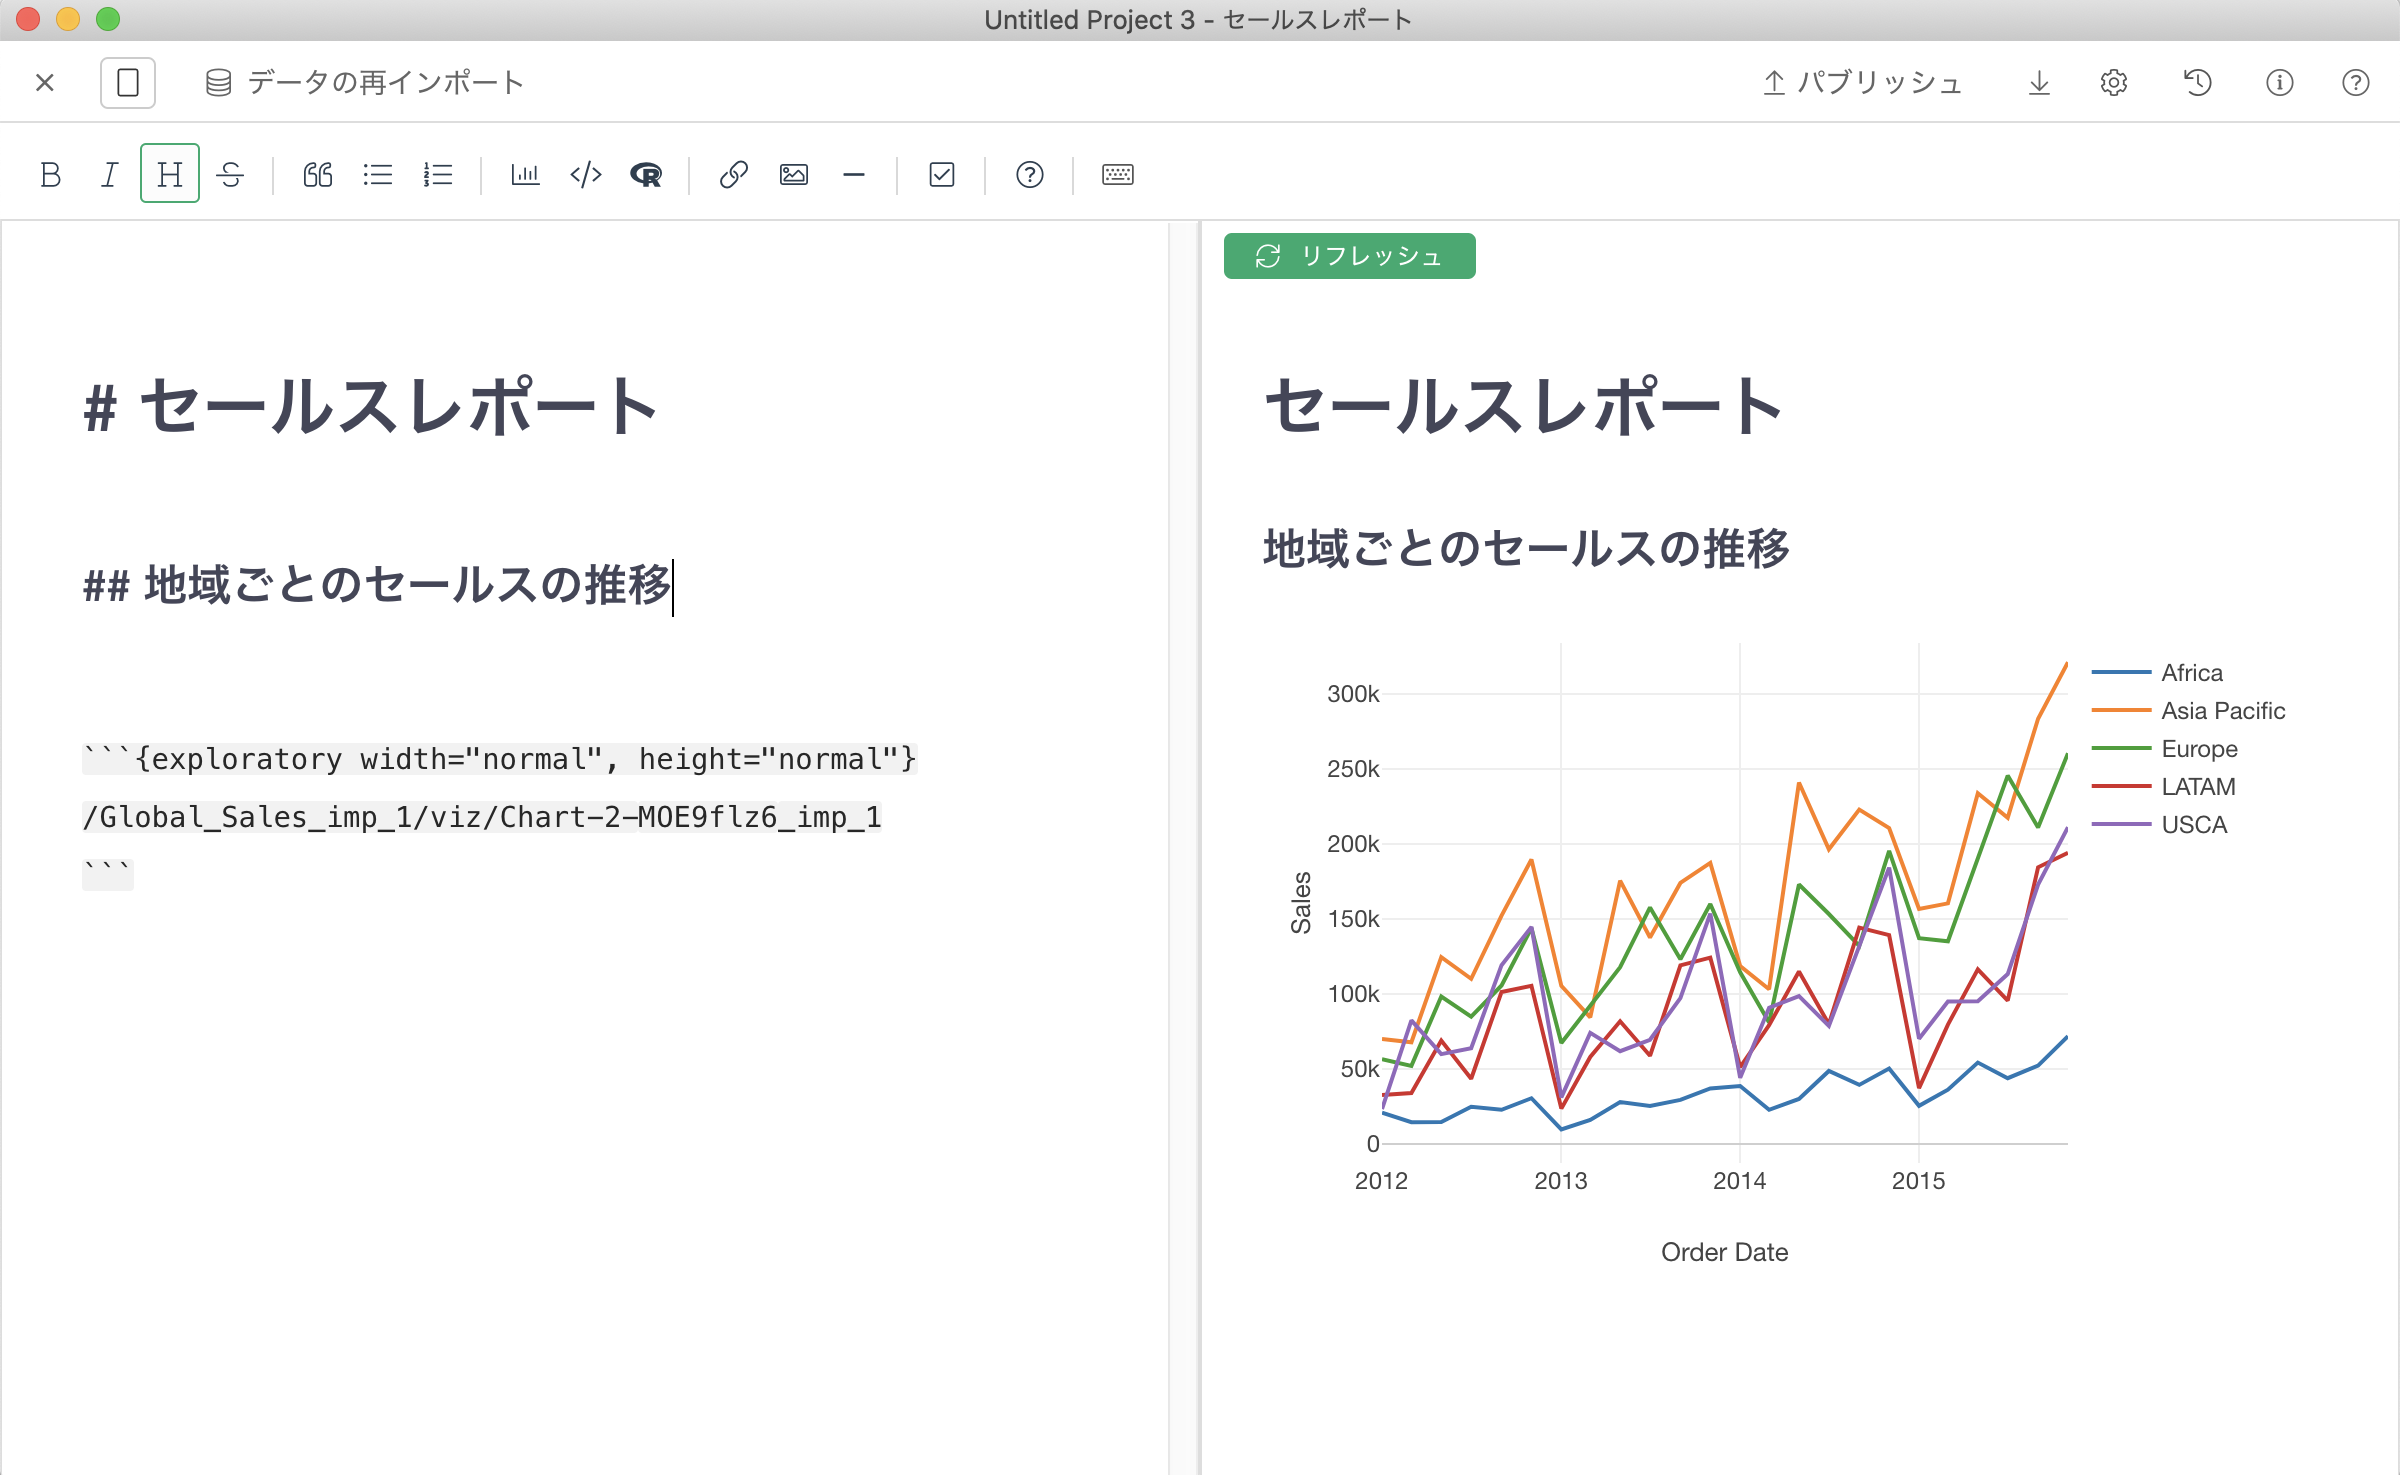 Untitled Project 3 - セールスレポート
データの再インポート
パブリッシュ
B I H S
R
リフレッシュ
# セールスレポート
## 地域ごとのセールスの推移
```{exploratory width="normal", height="normal"}
/Global_Sales_imp_1/viz/Chart-2-MOE9flz6_imp_1
```
セールスレポート
地域ごとのセールスの推移
300k
250k
200k
150k
100k
50k
0
Sales
2012 2013 2014 2015
Order Date
Africa
Asia Pacific
Europe
LATAM
USCA